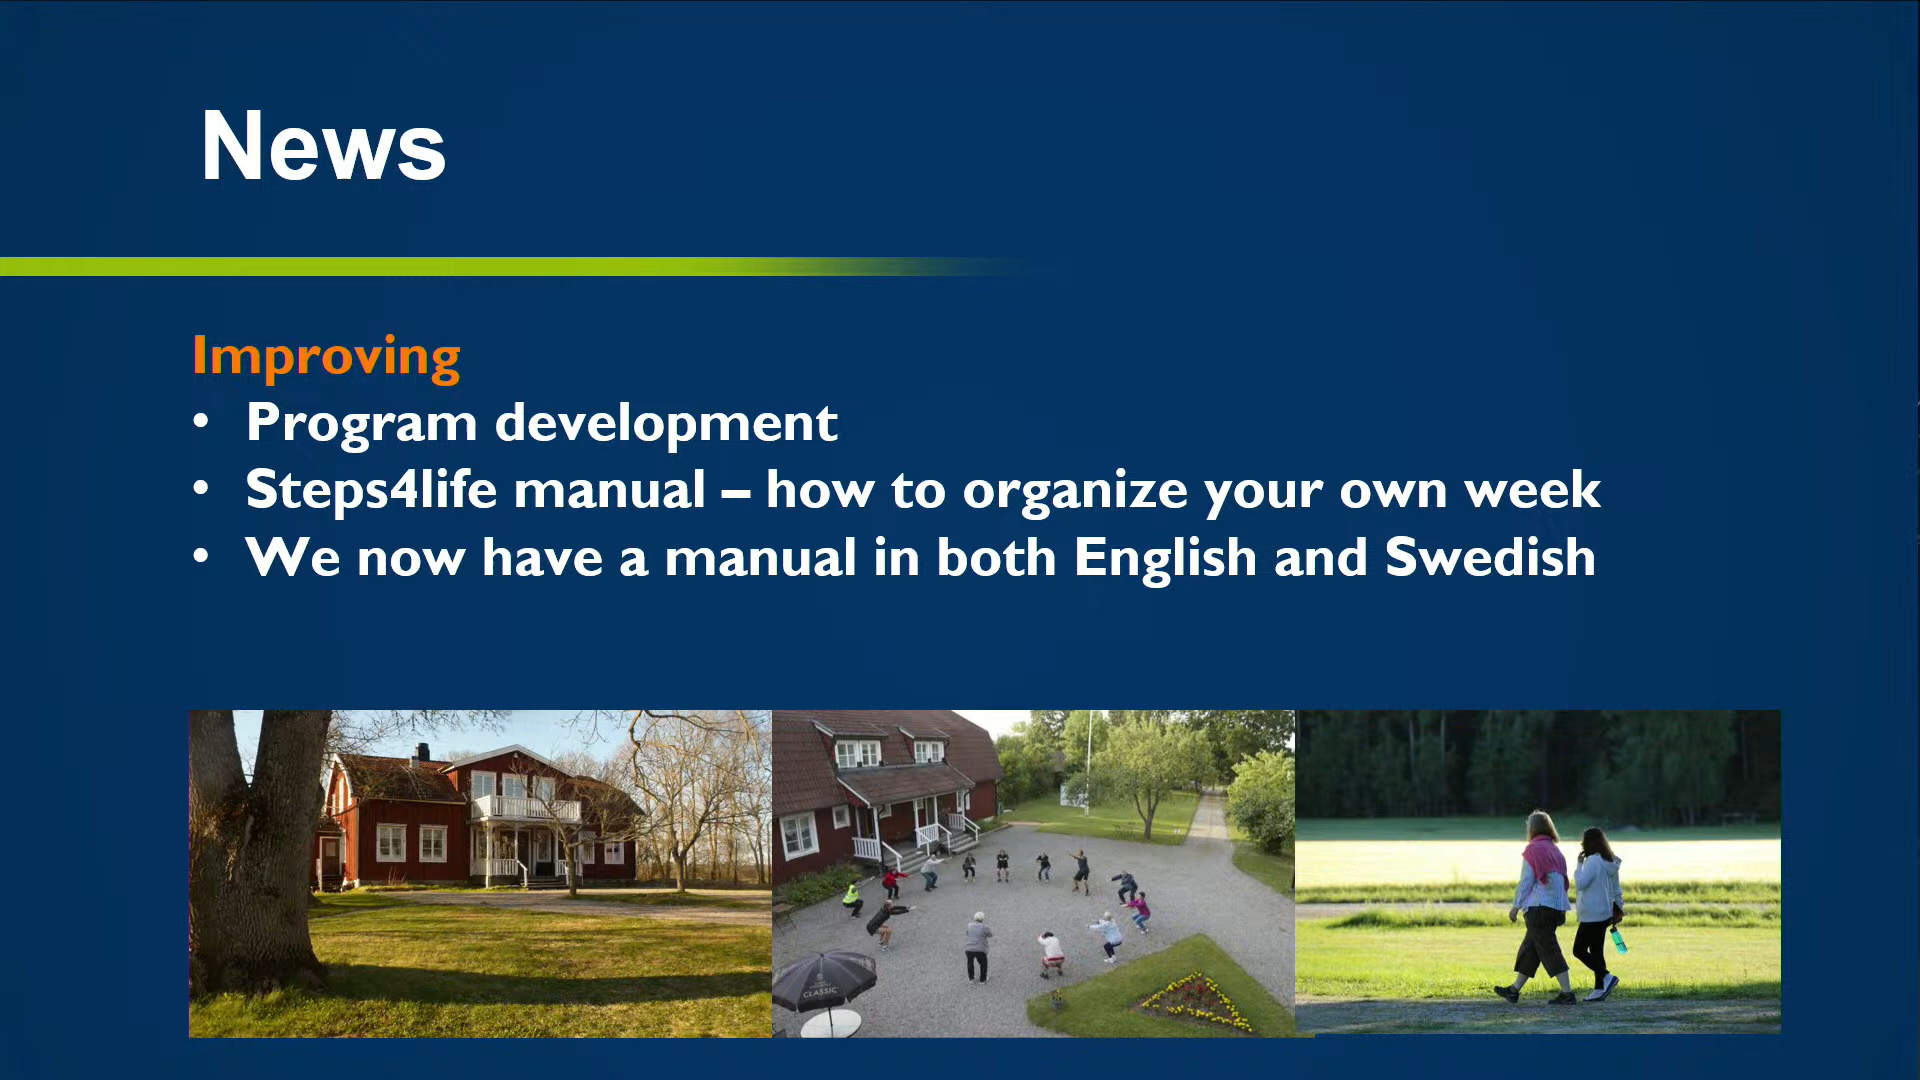 News
Improving
• Program development
• Steps4life manual – how to organize your own week
• We now have a manual in both English and Swedish
CLASSIC